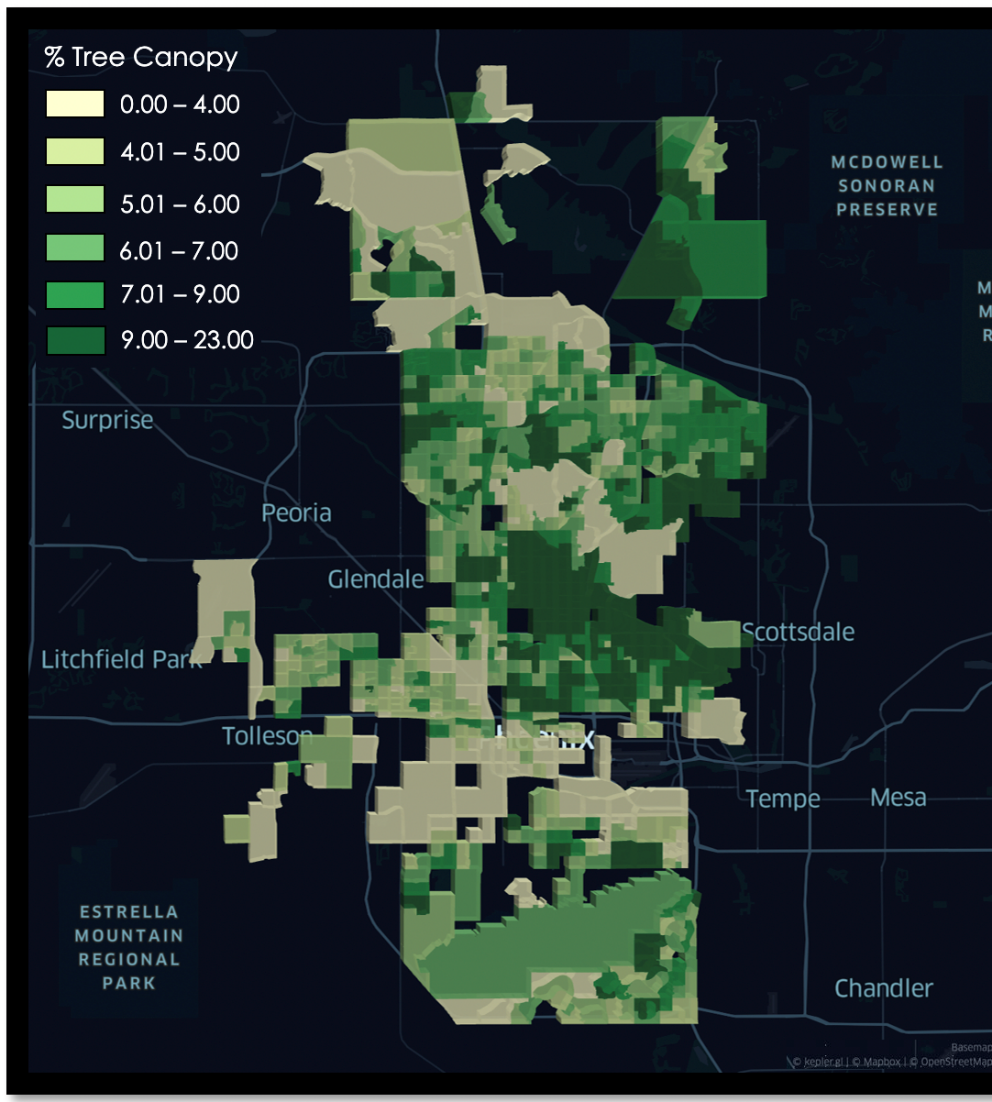 % Tree Canopy
0.00 – 4.00
4.01 – 5.00
5.01 – 6.00
6.01 – 7.00
7.01 – 9.00
9.00 – 23.00
MCDOWELL
SONORAN
PRESERVE
M
M
R
Surprise
Peoria
Glendale
Scottsdale
Litchfield Park
Tolleson
Tempe
Mesa
ESTRELLA
MOUNTAIN
REGIONAL
PARK
Chandler
Basemap
© kepler.gl | © Mapbox | © OpenStreetMap